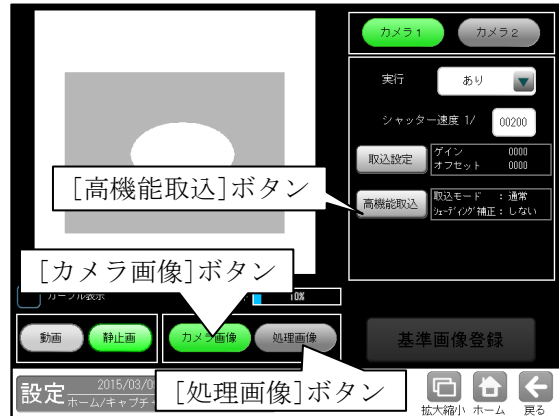 カメラ1
カメラ2
実行
あり
シャッター速度 1/
00200
取込設定
ゲイン 0000
オフセット 0000
高機能取込
取込モード ：通常
シェーディング補正：しない
[高機能取込]ボタン
[カメラ画像]ボタン
カーソル表示
10%
動画
静止画
カメラ画像
処理画像
基準画像登録
[処理画像]ボタン
設定
2015/03/0
ホーム/キャプチャ
拡大縮小
ホーム
戻る